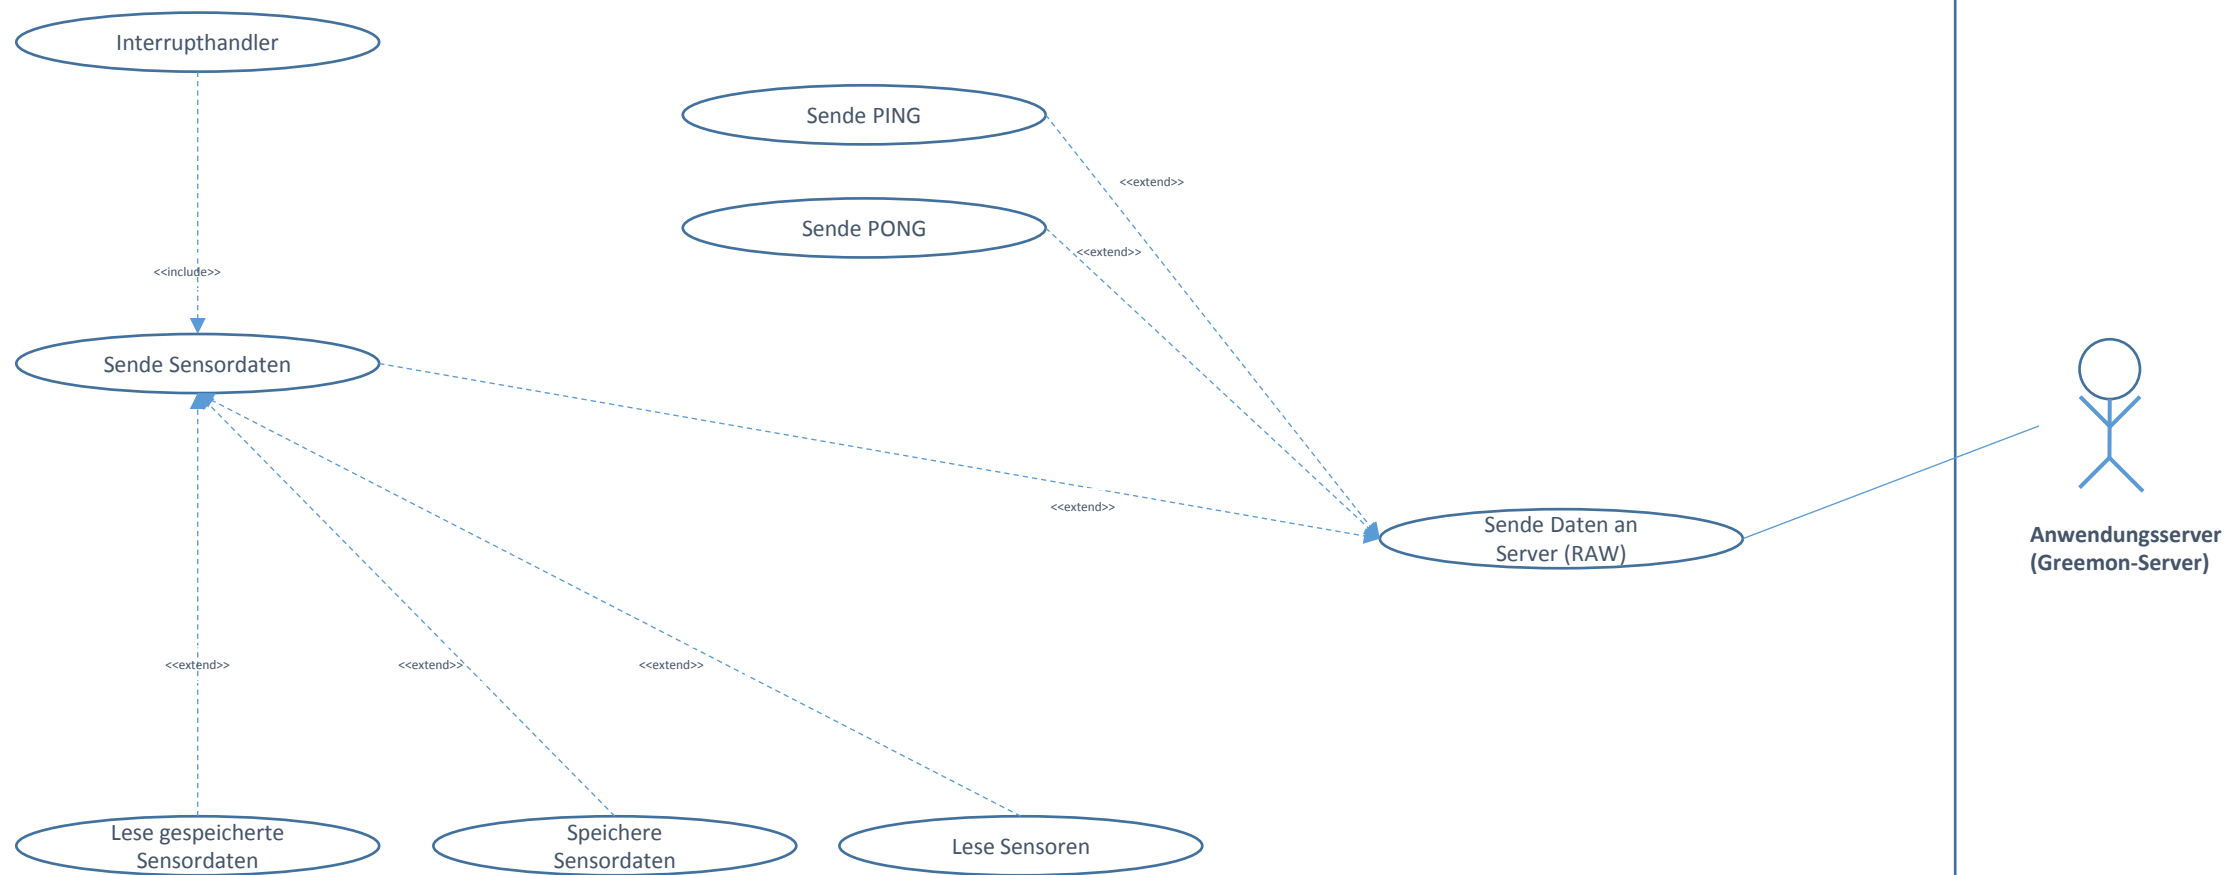 Interrupthandler
Sende PING
<<extend>>
Sende PONG
<<extend>>
<<include>>
Sende Sensordaten
<<extend>>
Sende Daten an
Server (RAW)
Anwendungsserver
(Greemon-Server)
<<extend>>
<<extend>>
<<extend>>
Lese gespeicherte
Sensordaten
Speichere
Sensordaten
Lese Sensoren